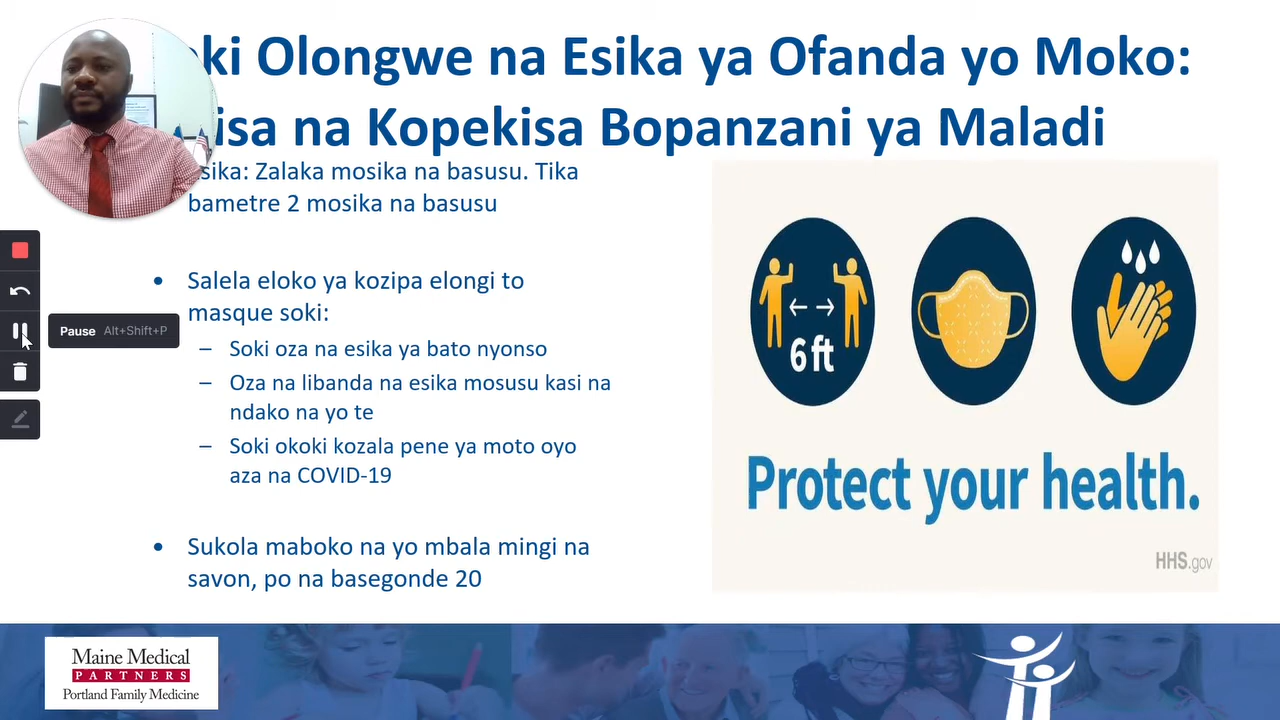 Olongwe na Esika ya Ofanda yo Moko:
na Kopekisa Bopanzani ya Maladi
Zalaka mosika na basusu. Tika
bametre 2 mosika na basusu
• Salela eloko ya kozipa elongi to
masque soki:
– Soki oza na esika ya bato nyonso
– Oza na libanda na esika mosusu kasi na
ndako na yo te
– Soki okoki kozala pene ya moto oyo
aza na COVID-19
• Sukola maboko na yo mbala mingi na
savon, po na basegonde 20
Pause Alt+Shift+P
6 ft
Protect your health.
HHS.gov
Maine Medical
PARTNERS
Portland Family Medicine